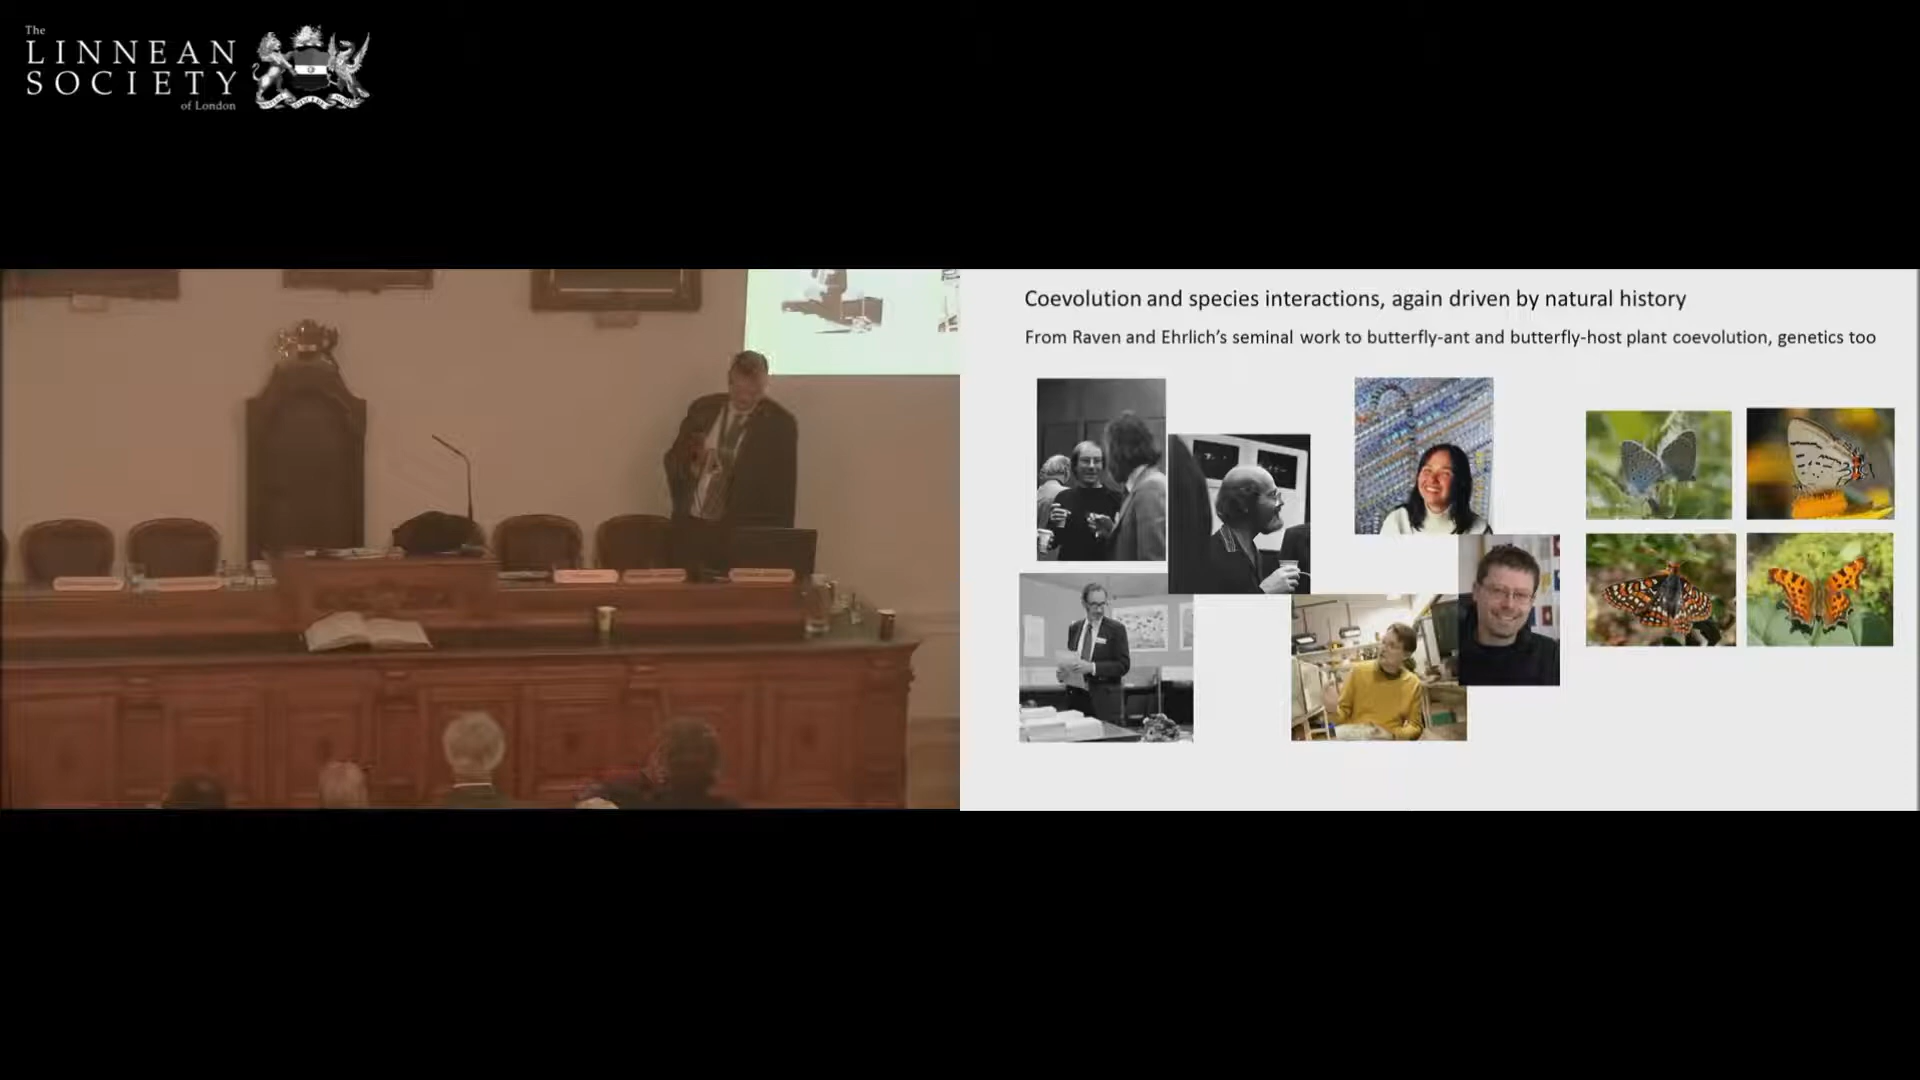 The
LINNEAN
SOCIETY
of London
Coevolution and species interactions, again driven by natural history
From Raven and Ehrlich's seminal work to butterfly-ant and butterfly-host plant coevolution, genetics too